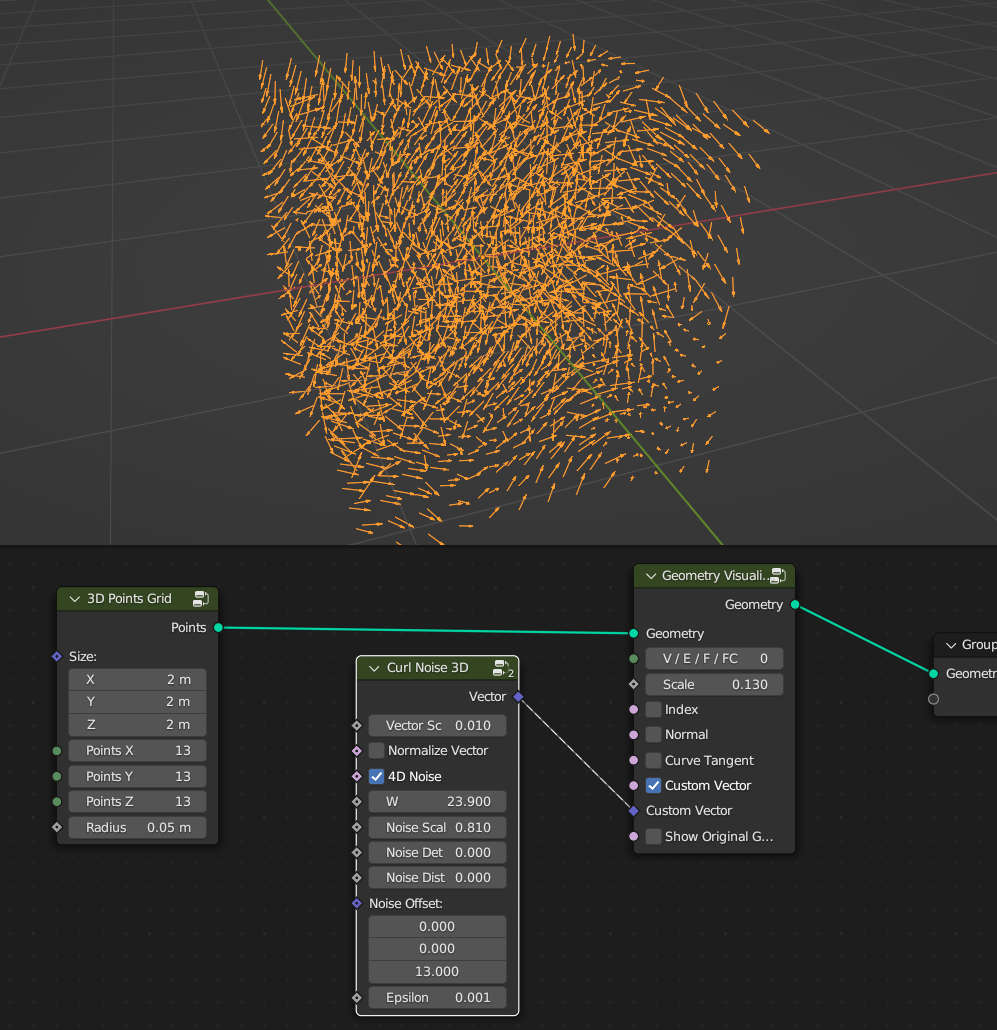 3D Points Grid
Points
Size:
X 2 m
Y 2 m
Z 2 m
Points X 13
Points Y 13
Points Z 13
Radius 0.05 m
Curl Noise 3D
2
Vector
Vector Sc 0.010
Normalize Vector
4D Noise
W 23.900
Noise Scal 0.810
Noise Det 0.000
Noise Dist 0.000
Noise Offset:
0.000
0.000
13.000
Epsilon 0.001
Geometry Visuali...
Geometry
Geometry
V / E / F / FC 0
Scale 0.130
Index
Normal
Curve Tangent
Custom Vector
Custom Vector
Show Original G...
Group
Geometr